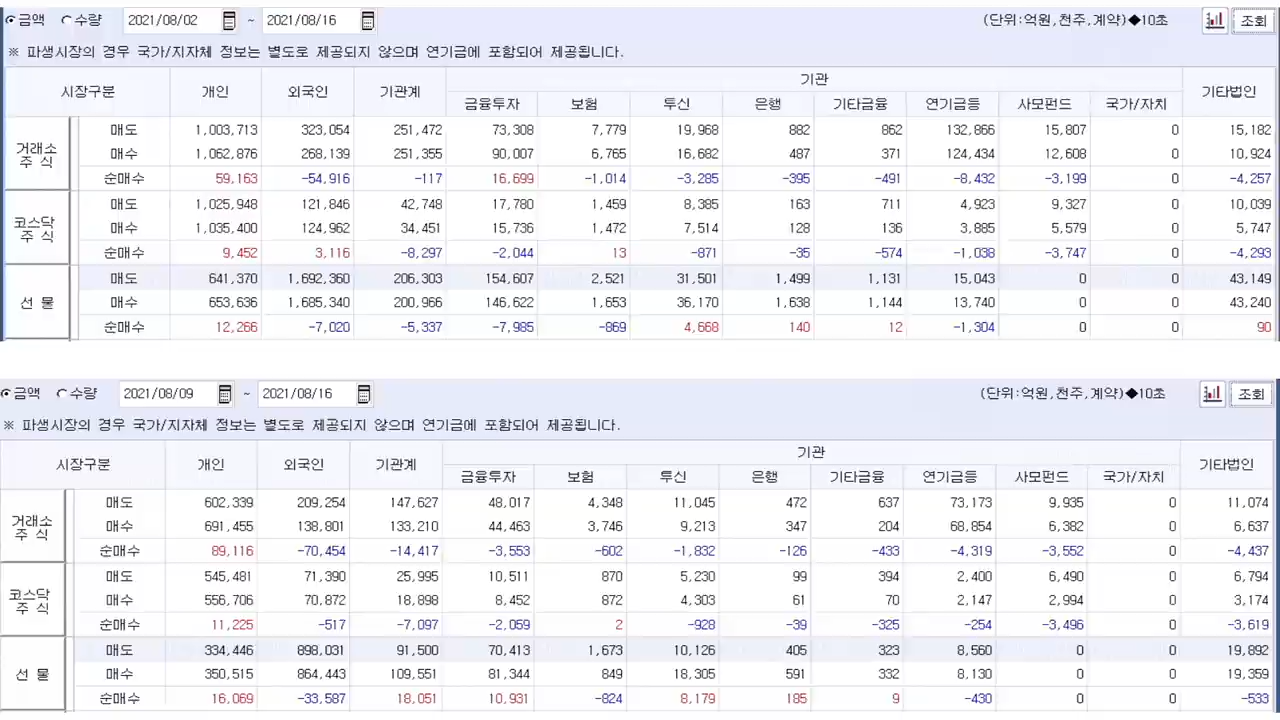 금액 수량 2021/08/02 ~ 2021/08/16 (단위:억원,천주,계약)◆10초 조회
※ 파생시장의 경우 국가/지자체 정보는 별도로 제공되지 않으며 연기금에 포함되어 제공됩니다.
시장구분 개인 외국인 기관계 기관 기타법인
금융투자 보험 투신 은행 기타금융 연기금등 사모펀드 국가/자치
거래소 주 식
매도 1,003,713 323,054 251,472 73,308 7,779 19,968 882 862 132,866 15,807 0 15,182
매수 1,062,876 268,139 251,355 90,007 6,765 16,682 487 371 124,434 12,608 0 10,924
순매수 59,163 -54,916 -117 16,699 -1,014 -3,285 -395 -491 -8,432 -3,199 0 -4,257
코스닥 주 식
매도 1,025,948 121,846 42,748 17,780 1,459 8,385 163 711 4,923 9,327 0 10,039
매수 1,035,400 124,962 34,451 15,736 1,472 7,514 128 136 3,885 5,579 0 5,747
순매수 9,452 3,116 -8,297 -2,044 13 -871 -35 -574 -1,038 -3,747 0 -4,293
선 물
매도 641,370 1,692,360 206,303 154,607 2,521 31,501 1,499 1,131 15,043 0 0 43,149
매수 653,636 1,685,340 200,966 146,622 1,653 36,170 1,638 1,144 13,740 0 0 43,240
순매수 12,266 -7,020 -5,337 -7,985 -869 4,668 140 12 -1,304 0 0 90
금액 수량 2021/08/09 ~ 2021/08/16 (단위:억원,천주,계약)◆10초 조회
※ 파생시장의 경우 국가/지자체 정보는 별도로 제공되지 않으며 연기금에 포함되어 제공됩니다.
시장구분 개인 외국인 기관계 기관 기타법인
금융투자 보험 투신 은행 기타금융 연기금등 사모펀드 국가/자치
거래소 주 식
매도 602,339 209,254 147,627 48,017 4,348 11,045 472 637 73,173 9,935 0 11,074
매수 691,455 138,801 133,210 44,463 3,746 9,213 347 204 68,854 6,382 0 6,637
순매수 89,116 -70,454 -14,417 -3,553 -602 -1,832 -126 -433 -4,319 -3,552 0 -4,437
코스닥 주 식
매도 545,481 71,390 25,995 10,511 870 5,230 99 394 2,400 6,490 0 6,794
매수 556,706 70,872 18,898 8,452 872 4,303 61 70 2,147 2,994 0 3,174
순매수 11,225 -517 -7,097 -2,059 2 -928 -39 -325 -254 -3,496 0 -3,619
선 물
매도 334,446 898,031 91,500 70,413 1,673 10,126 405 323 8,560 0 0 19,892
매수 350,515 864,443 109,551 81,344 849 18,305 591 332 8,130 0 0 19,359
순매수 16,069 -33,587 18,051 10,931 -824 8,179 185 9 -430 0 0 -533